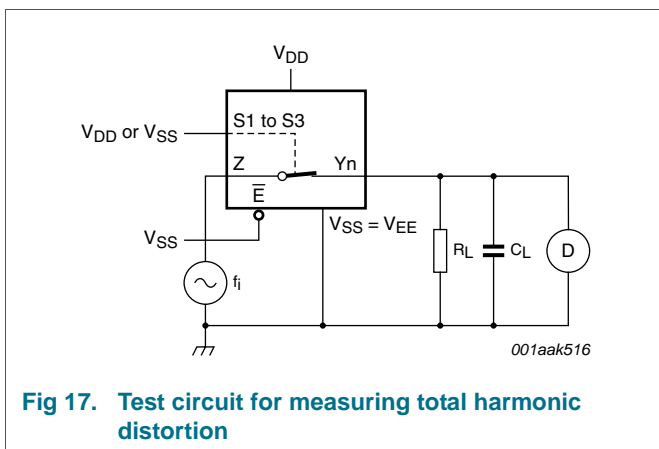 VDD
VDD or VSS
S1 to S3
Z
Yn
E
VSS
VSS = VEE
fi
RL
CL
D
001aak516
Fig 17. Test circuit for measuring total harmonic
distortion